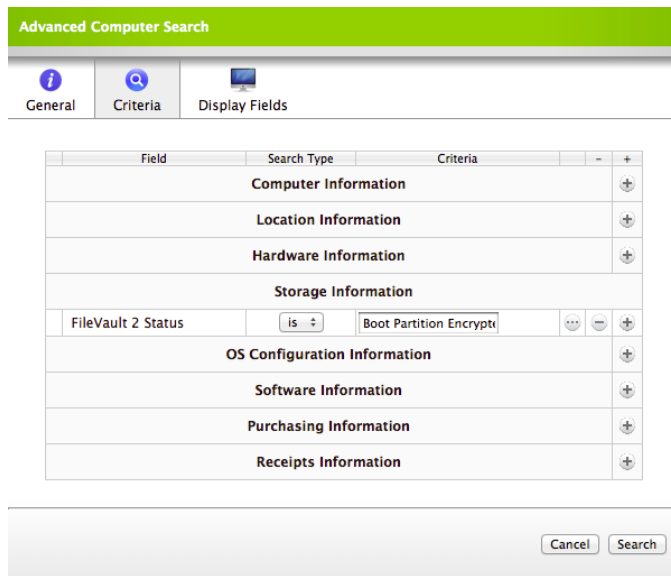 Advanced Computer Search
General Criteria Display Fields
Field Search Type Criteria - +
Computer Information
Location Information
Hardware Information
Storage Information
FileVault 2 Status is Boot Partition
OS Configuration Information
Software Information
Purchasing Information
Receipts Information
Cancel Search